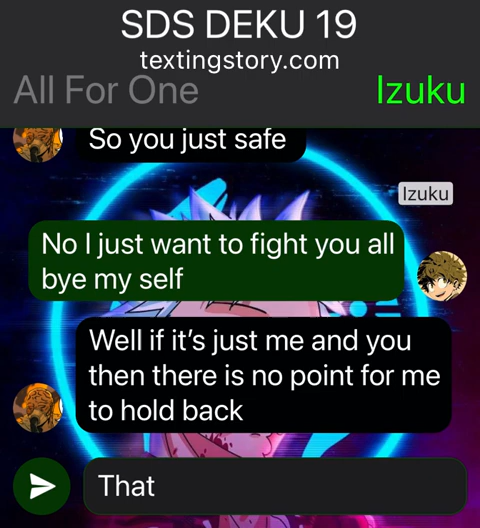 SDS DEKU 19
textingstory.com
All For One
Izuku
So you just safe
Izuku
No I just want to fight you all
bye my self
Well if it's just me and you
then there is no point for me
to hold back
That